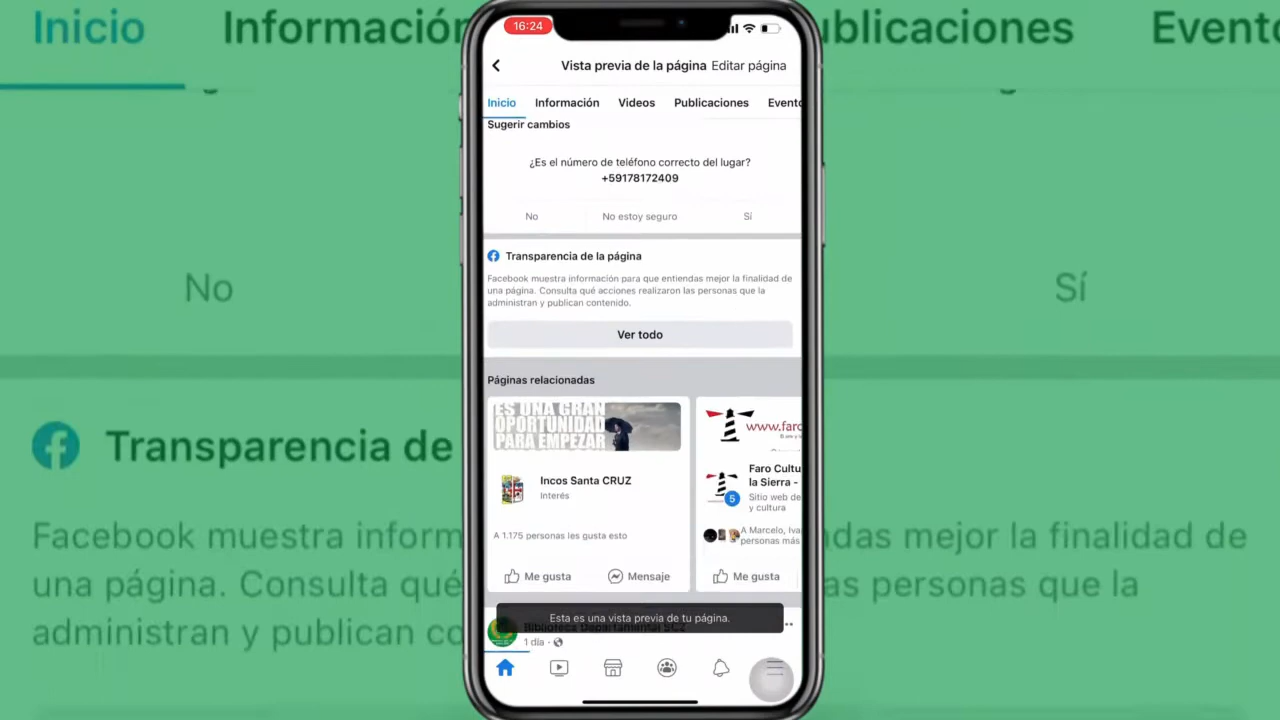 Inicio
Información
ublicaciones
Evento
16:24
Vista previa de la página
Editar página
Inicio
Información
Videos
Publicaciones
Evento
Sugerir cambios
¿Es el número de teléfono correcto del lugar?
+59178172409
No
No estoy seguro
Sí
No
Sí
Transparencia de la página
Facebook muestra información para que entiendas mejor la finalidad de
una página. Consulta qué acciones realizaron las personas que la
administran y publican contenido.
Ver todo
Páginas relacionadas
ES UNA GRAN
OPORTUNIDAD
PARA EMPEZAR
Incos Santa CRUZ
Interés
A 1.175 personas les gusta esto
Me gusta
Mensaje
www.faro
Faro Cultu
la Sierra -
5
Sitio web de
y cultura
A Marcelo, Iva
personas más
Me gusta
Esta es una vista previa de tu página.
Biblioteca Departamental SCZ
1 día
Transparencia de
Facebook muestra inform
das mejor la finalidad de
una página. Consulta qué
as personas que la
administran y publican co